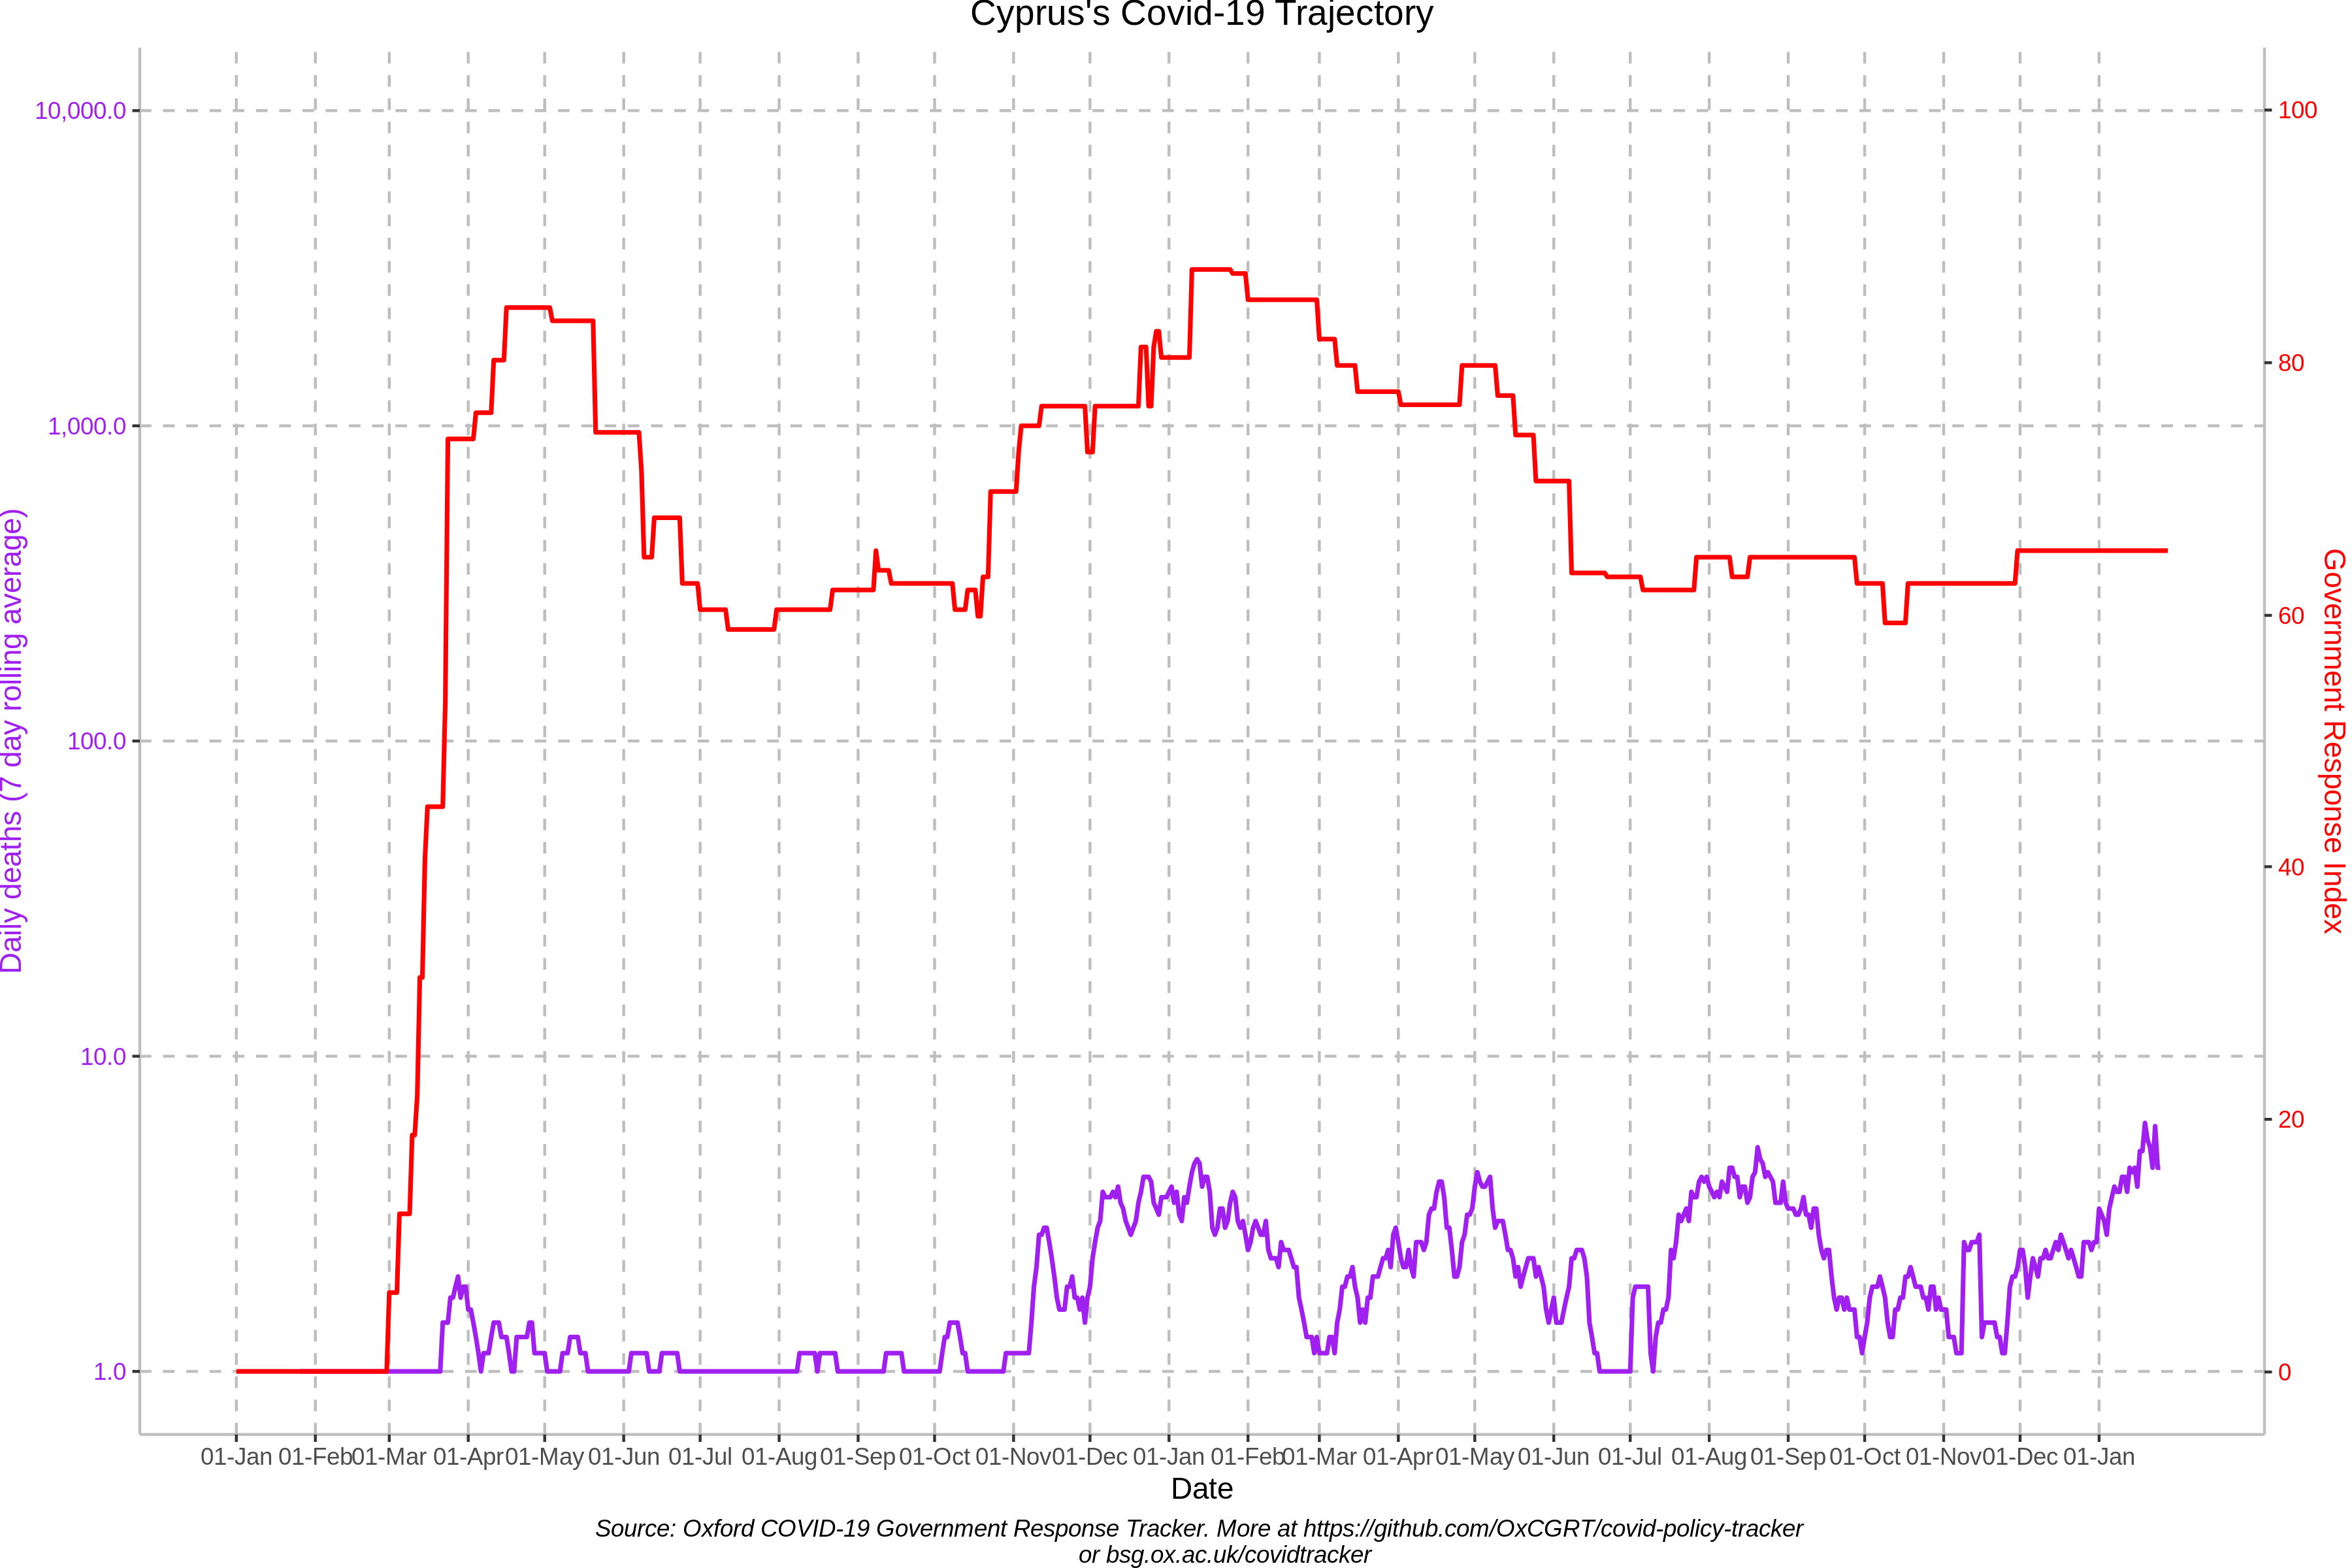 Cyprus's Covid-19 Trajectory
10,000.0
1,000.0
100.0
10.0
1.0
Daily deaths (7 day rolling average)
100
80
60
40
20
0
Government Response Index
01-Jan 01-Feb 01-Mar 01-Apr 01-May 01-Jun 01-Jul 01-Aug 01-Sep 01-Oct 01-Nov 01-Dec 01-Jan 01-Feb 01-Mar 01-Apr 01-May 01-Jun 01-Jul 01-Aug 01-Sep 01-Oct 01-Nov 01-Dec 01-Jan
Date
Source: Oxford COVID-19 Government Response Tracker. More at https://github.com/OxCGRT/covid-policy-tracker
or bsg.ox.ac.uk/covidtracker